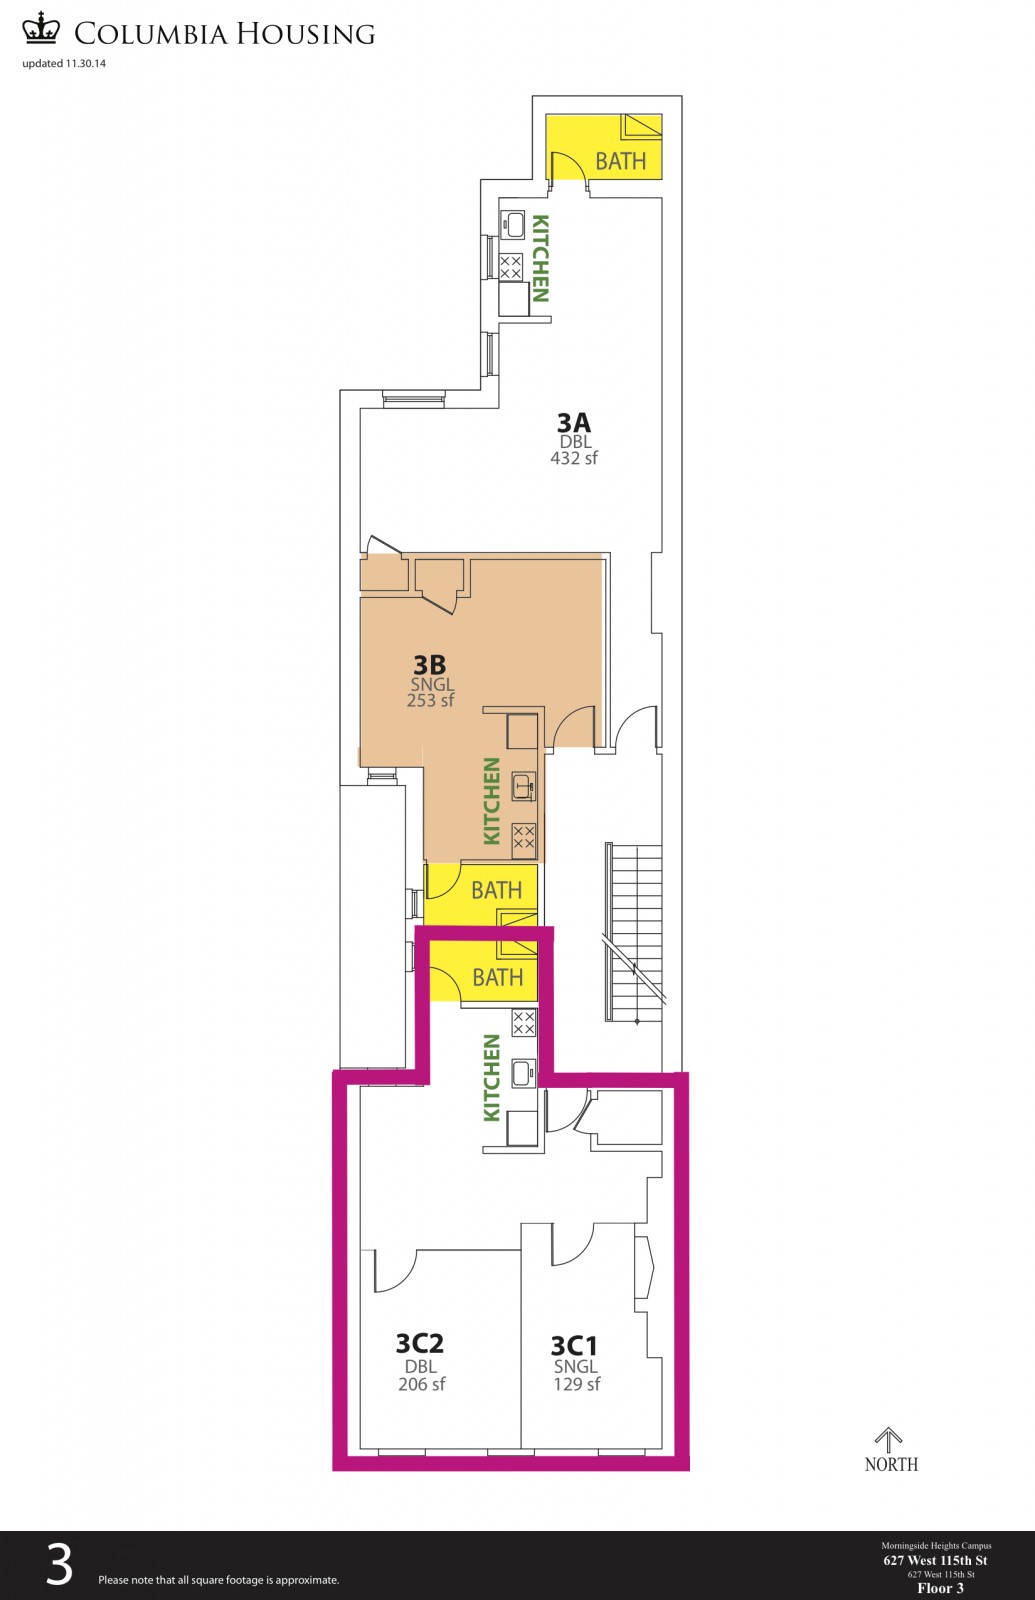 COLUMBIA HOUSING
updated 11.30.14
BATH
KITCHEN
3A
DBL
432 sf
3B
SNGL
253 sf
KITCHEN
BATH
BATH
KITCHEN
3C2
DBL
206 sf
3C1
SNGL
129 sf
NORTH
3
Please note that all square footage is approximate.
Morningside Heights Campus
627 West 115th St
627 West 115th St
Floor 3